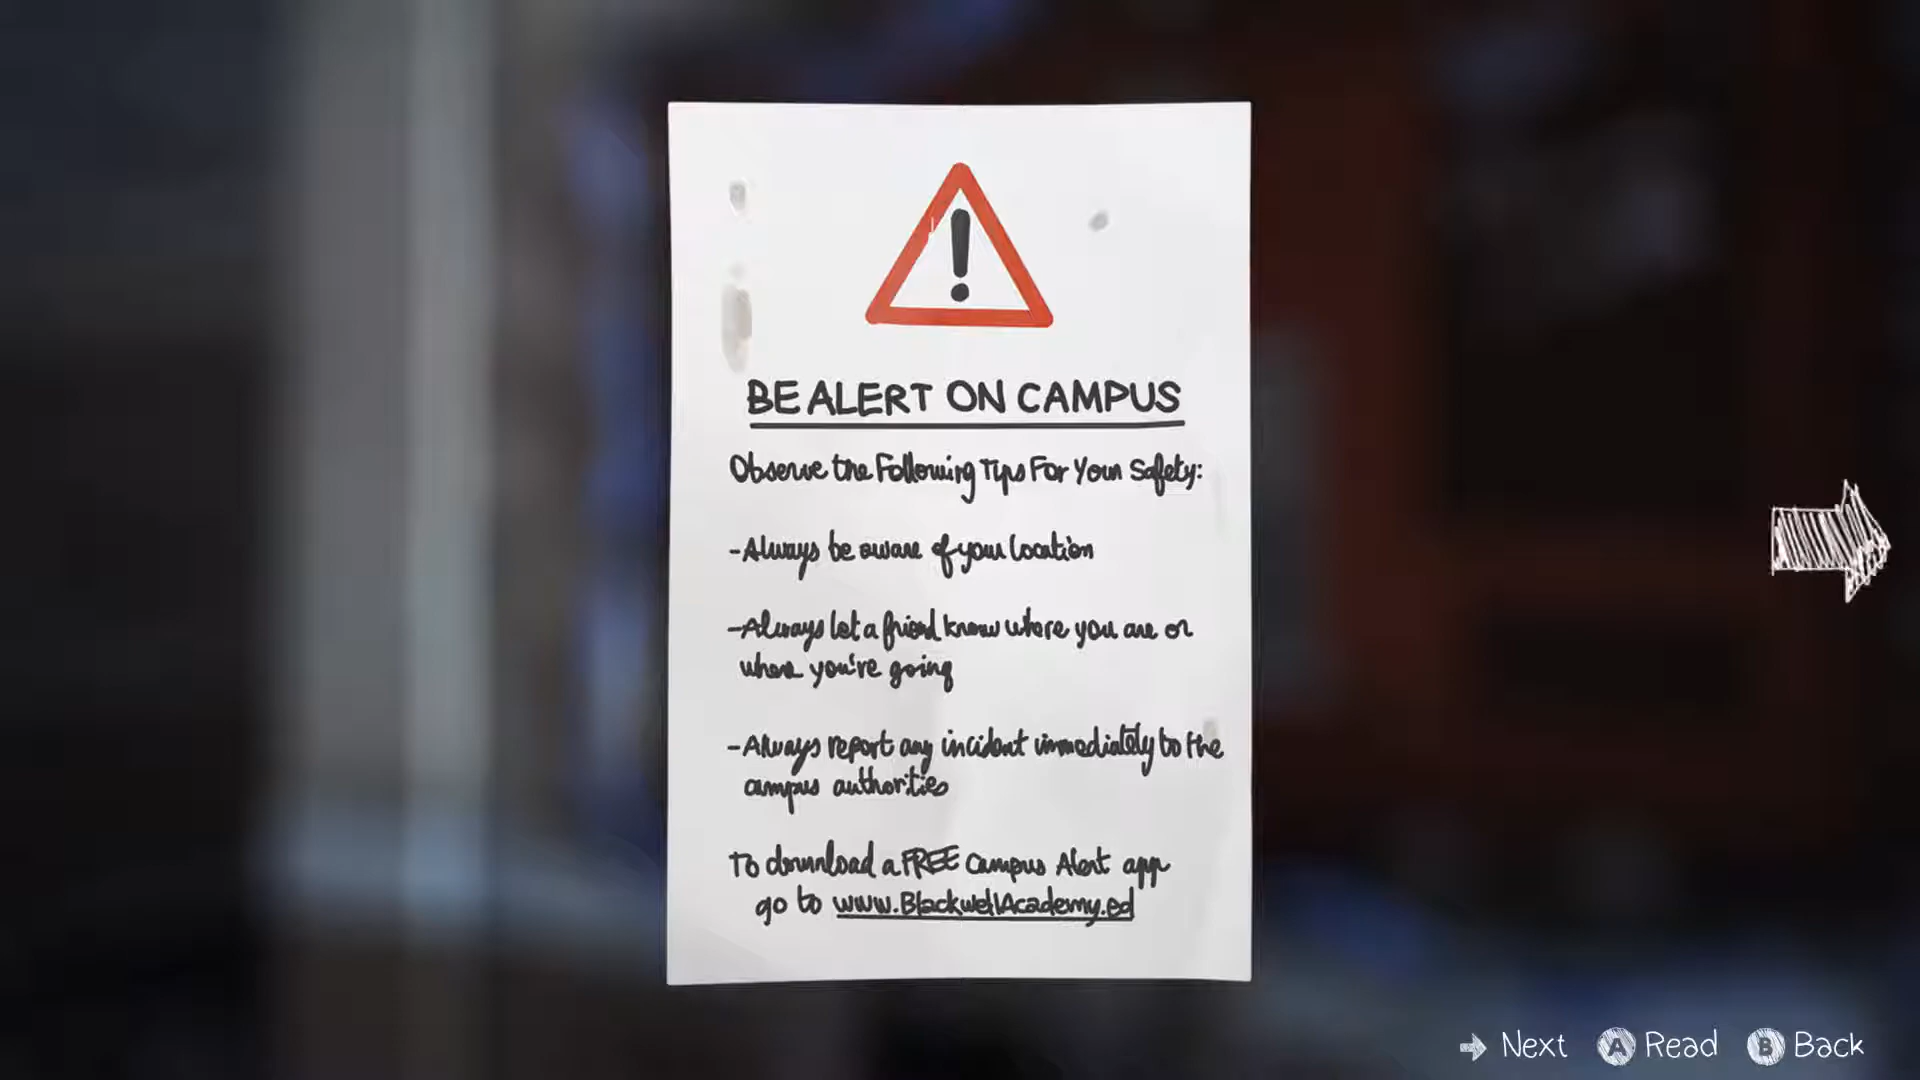 !
BE ALERT ON CAMPUS
Observe the Following Tips For Your Safety:
-Always be aware of your location
-Always let a friend know where you are or
where you're going
-Always report any incident immediately to the
campus authorities
To download a FREE Campus Alert app
go to www.BlackwellAcademy.ed
Next A Read B Back